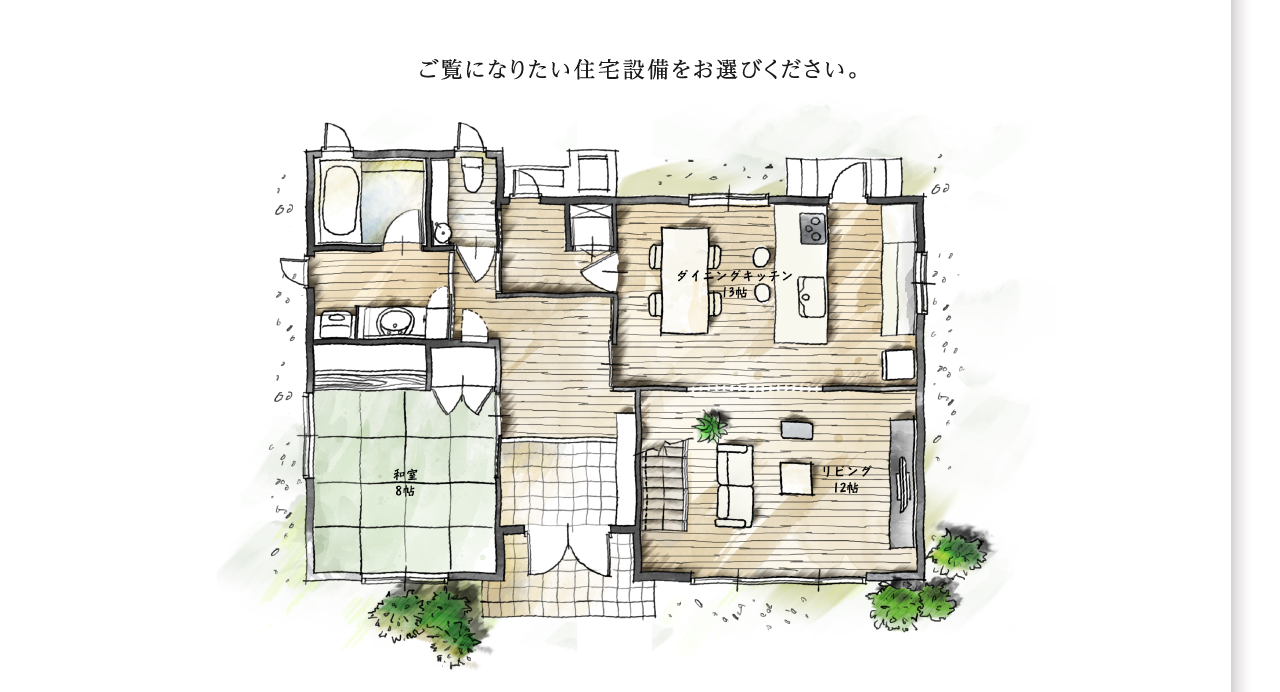 ご覧になりたい住宅設備をお選びください。
ダイニングキッチン
13帖
和室
8帖
リビング
12帖